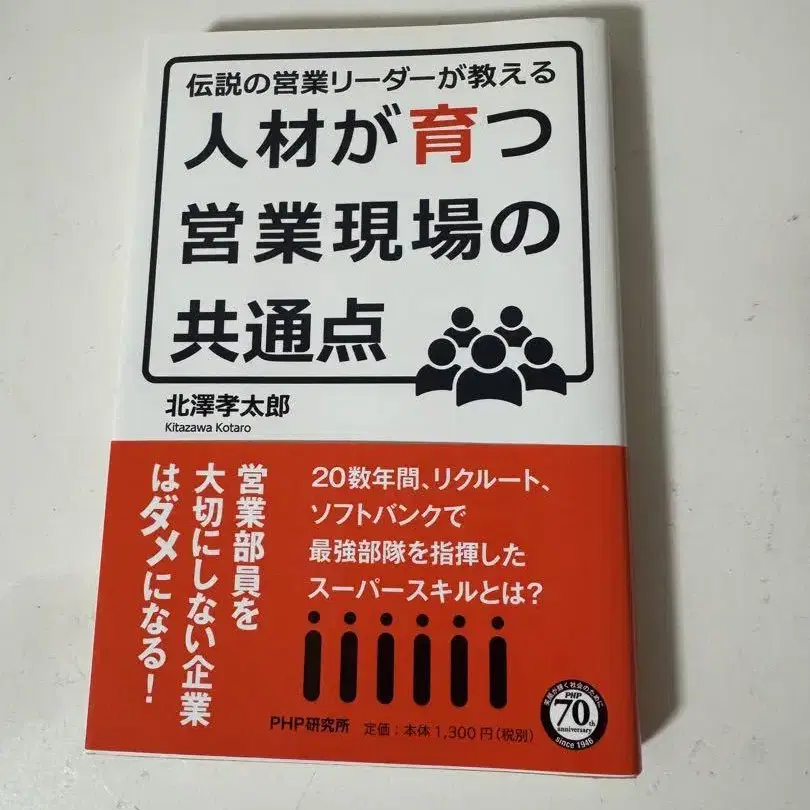 伝説の営業リーダーが教える
人材が育つ
営業現場の
共通点
北澤孝太郎
Kitazawa Kotaro
営業部員を
大切にしない企業
はダメになる!
20数年間、リクルート、
ソフトバンクで
最強部隊を指揮した
スーパースキルとは?
PHP研究所 定価:本体1,300円(税別)
PHP
70th
anniversary
since 1946